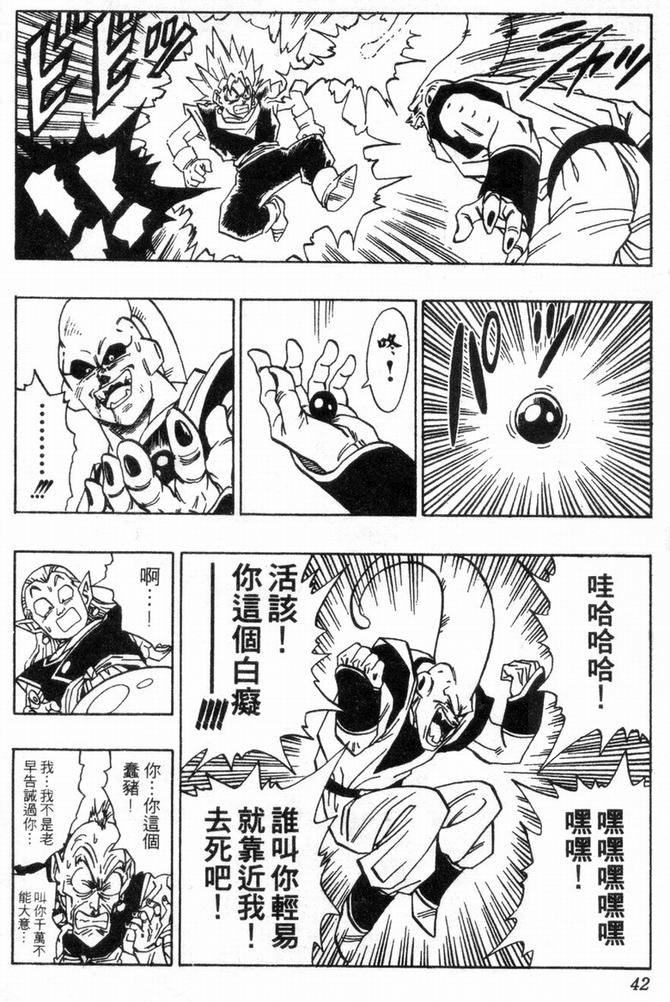 ビビッ
シャッ
パッ
咚！
………!!!!
哇哈哈哈！
嘿嘿嘿嘿嘿
嘿嘿！
活該！
你這個白癡
——!!!!
誰叫你輕易
就靠近我！
去死吧！
啊…！
你…你這個
蠢豬！
我…我不是老
早告誡過你…
叫你千萬不
能大意…
42